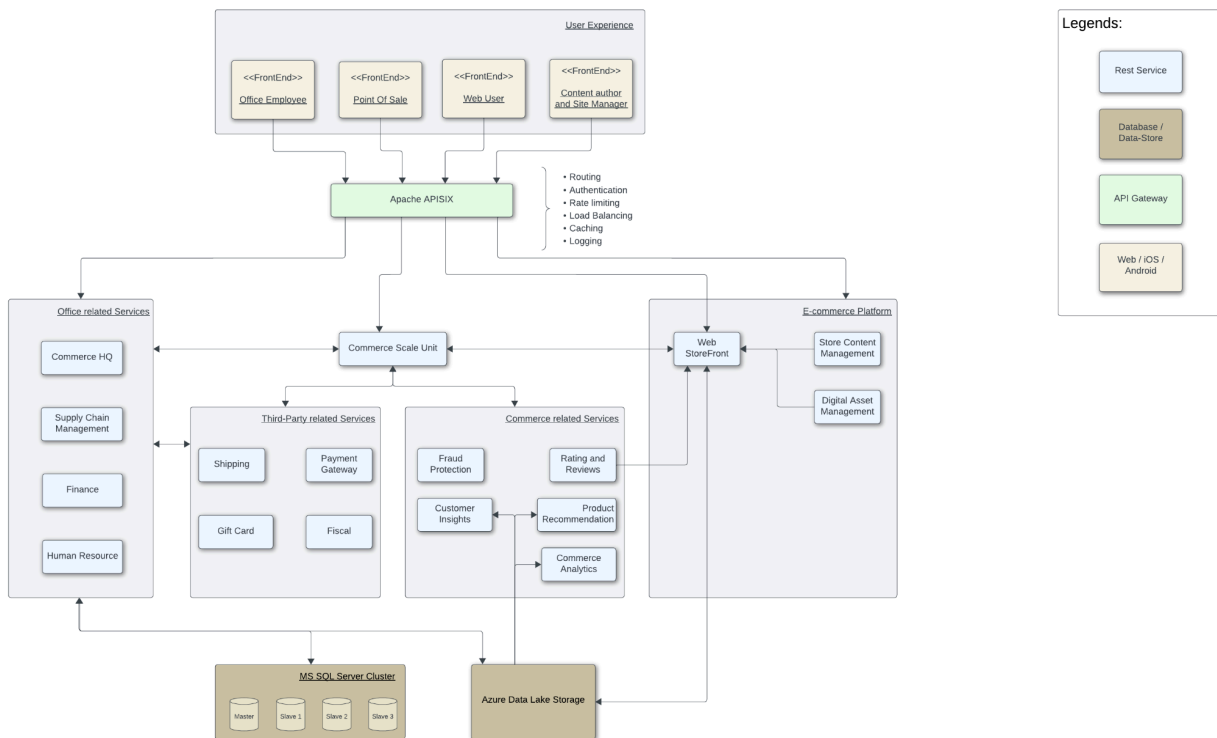 User Experience
<<FrontEnd>>
Office Employee
<<FrontEnd>>
Point Of Sale
<<FrontEnd>>
Web User
<<FrontEnd>>
Content author
and Site Manager
Legends:
Rest Service
Database /
Data-Store
API Gateway
Web / iOS /
Android
Apache APISIX
• Routing
• Authentication
• Rate limiting
• Load Balancing
• Caching
• Logging
Office related Services
Commerce HQ
Supply Chain
Management
Finance
Human Resource
Commerce Scale Unit
Third-Party related Services
Shipping
Payment
Gateway
Gift Card
Fiscal
Commerce related Services
Fraud
Protection
Rating and
Reviews
Customer
Insights
Product
Recommendation
Commerce
Analytics
E-commerce Platform
Web
StoreFront
Store Content
Management
Digital Asset
Management
MS SQL Server Cluster
Master
Slave 1
Slave 2
Slave 3
Azure Data Lake Storage